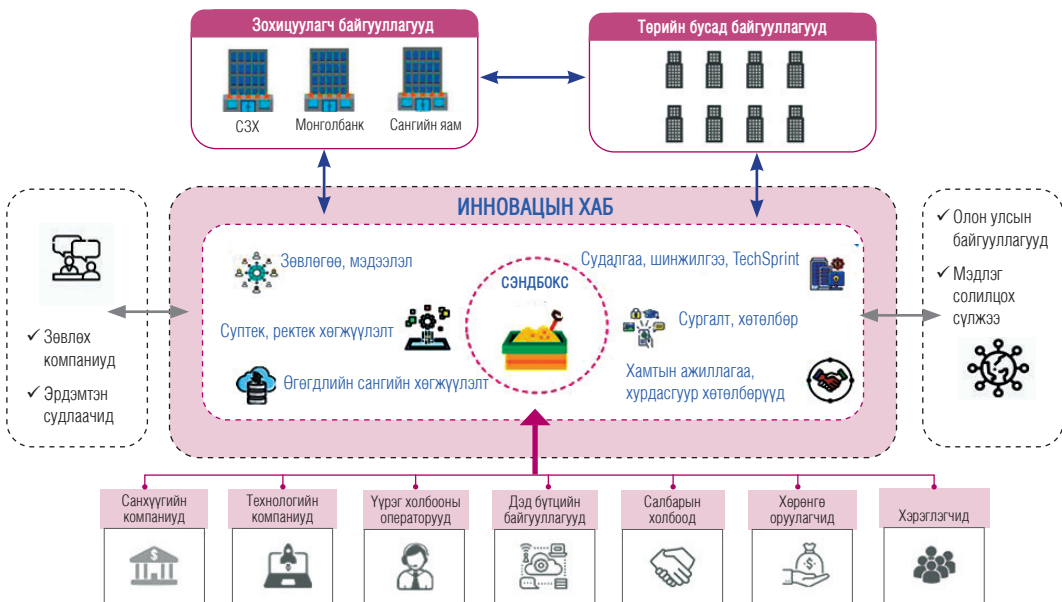 Зохицуулагч байгууллагууд
СЗХ
Монголбанк
Сангийн яам
Төрийн бусад байгууллагууд
✓ Зөвлөх
компаниуд
✓ Эрдэмтэн
судлаачид
ИННОВАЦЫН ХАБ
Зөвлөгөө, мэдээлэл
Суптек, ректек хөгжүүлэлт
Өгөгдлийн сангийн хөгжүүлэлт
СЭНДБОКС
Судалгаа, шинжилгээ, TechSprint
Сургалт, хөтөлбөр
Хамтын ажиллагаа,
хурдасгуур хөтөлбөрүүд
✓ Олон улсын
байгууллагууд
✓ Мэдлэг
солилцох
сүлжээ
Санхүүгийн
компаниуд
Технологийн
компаниуд
Үүрэг холбооны
операторууд
Дэд бүтцийн
байгууллагууд
Салбарын
холбоод
Хөрөнгө
оруулагчид
Хэрэглэгчид